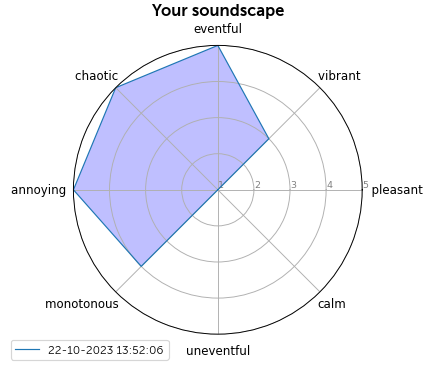 Your soundscape
eventful
chaotic
vibrant
annoying
1 2 3 4 5
pleasant
monotonous
calm
uneventful
22-10-2023 13:52:06